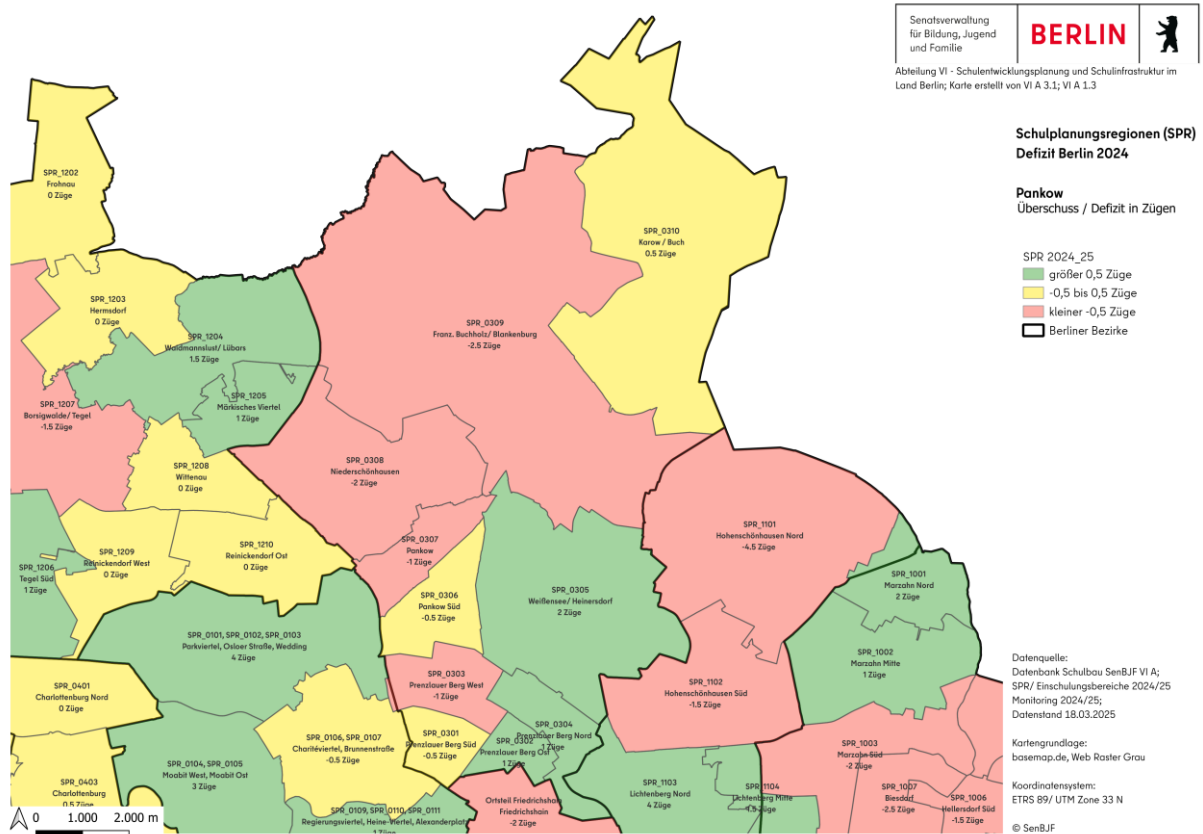 Senatsverwaltung
für Bildung, Jugend
und Familie
BERLIN
Abteilung VI - Schulentwicklungsplanung und Schulinfrastruktur im
Land Berlin; Karte erstellt von VI A 3.1; VI A 1.3
Schulplanungsregionen (SPR)
Defizit Berlin 2024
Pankow
Überschuss / Defizit in Zügen
SPR 2024_25
größer 0,5 Züge
-0,5 bis 0,5 Züge
kleiner -0,5 Züge
Berliner Bezirke
SPR_1202
Frohnau
0 Züge
SPR_0310
Karow / Buch
0.5 Züge
SPR_1203
Hermsdorf
0 Züge
SPR_1204
Waidmannslust/ Lübars
1.5 Züge
SPR_0309
Franz. Buchholz/ Blankenburg
-2.5 Züge
SPR_1205
Märkisches Viertel
1 Züge
SPR_1207
Borsigwalde/ Tegel
-1.5 Züge
SPR_1208
Wittenau
0 Züge
SPR_0308
Niederschönhausen
-2 Züge
SPR_1101
Hohenschönhausen Nord
-4.5 Züge
SPR_0307
Pankow
-1 Züge
SPR_1209
Reinickendorf West
0 Züge
SPR_1210
Reinickendorf Ost
0 Züge
SPR_1206
Tegel Süd
1 Züge
SPR_1001
Marzahn Nord
2 Züge
SPR_0306
Pankow Süd
-0.5 Züge
SPR_0305
Weißensee/ Heinersdorf
2 Züge
SPR_0101, SPR_0102, SPR_0103
Parkviertel, Osloer Straße, Wedding
4 Züge
SPR_1002
Marzahn Mitte
1 Züge
SPR_0303
Prenzlauer Berg West
-1 Züge
SPR_1102
Hohenschönhausen Süd
-1.5 Züge
SPR_0401
Charlottenburg Nord
0 Züge
SPR_0106, SPR_0107
Charitéviertel, Brunnenstraße
-0.5 Züge
SPR_0301
Prenzlauer Berg Süd
-0.5 Züge
SPR_0304
Prenzlauer Berg Nord
1 Züge
SPR_0302
Prenzlauer Berg Ost
1 Züge
SPR_1003
Marzahn Süd
-2 Züge
SPR_0104, SPR_0105
Moabit West, Moabit Ost
3 Züge
SPR_0403
Charlottenburg
0.5 Züge
SPR_1103
Lichtenberg Nord
4 Züge
SPR_1104
Lichtenberg Mitte
SPR_1007
Biesdorf
-2.5 Züge
SPR_1006
Hellersdorf Süd
-1.5 Züge
SPR_0109, SPR_0110, SPR_0111
Regierungsviertel, Heine-Viertel, Alexanderplatz
Ortsteil Friedrichshain
Friedrichshain
-2 Züge
0 1.000 2.000 m
Datenquelle:
Datenbank Schulbau SenBJF VI A;
SPR/ Einschulungsbereiche 2024/25
Monitoring 2024/25;
Datenstand 18.03.2025
Kartengrundlage:
basemap.de, Web Raster Grau
Koordinatensystem:
ETRS 89/ UTM Zone 33 N
© SenBJF